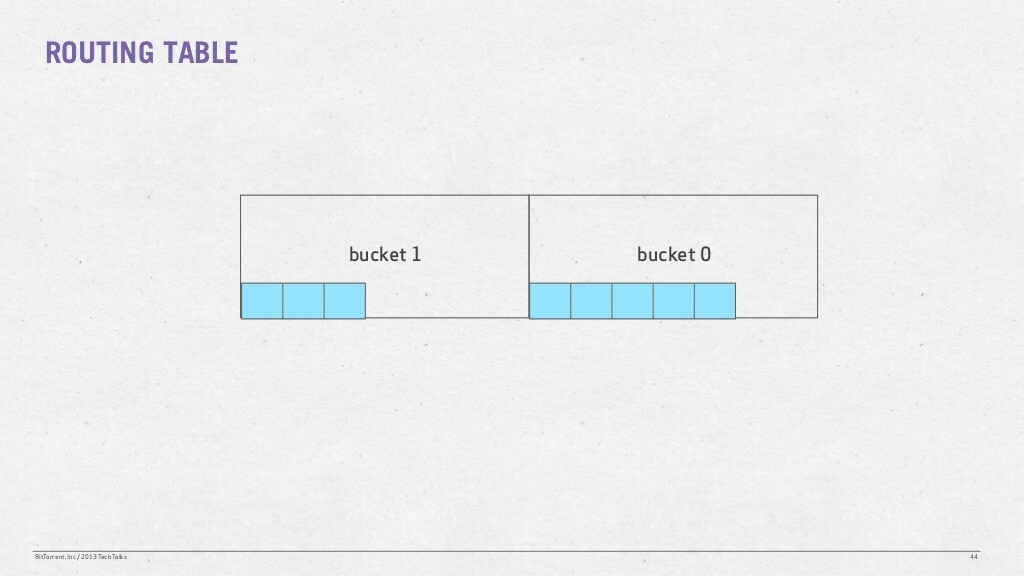 ROUTING TABLE
bucket 1
bucket 0
BitTorrent, Inc / 2013 Tech Talks
44